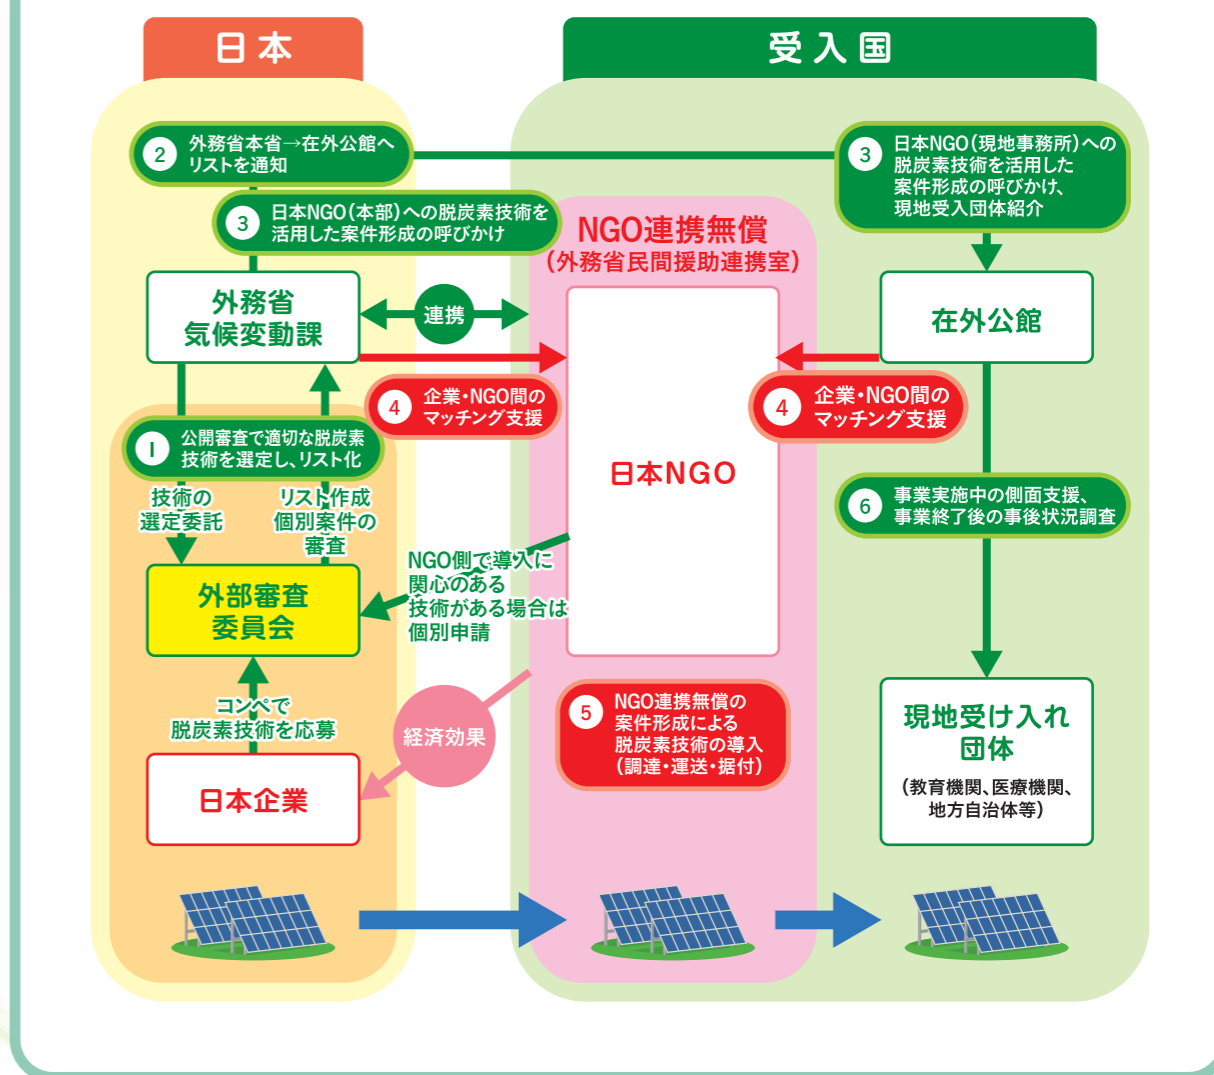 日本
受入国
② 外務省本省→在外公館へ
リストを通知
③ 日本NGO(現地事務所)への
脱炭素技術を活用した
案件形成の呼びかけ、
現地受入団体紹介
③ 日本NGO(本部)への脱炭素技術を
活用した案件形成の呼びかけ
NGO連携無償
(外務省民間援助連携室)
外務省
気候変動課
連携
在外公館
④ 企業・NGO間の
マッチング支援
④ 企業・NGO間の
マッチング支援
① 公開審査で適切な脱炭素
技術を選定し、リスト化
日本NGO
技術の
選定委託
リスト作成
個別案件の
審査
⑥ 事業実施中の側面支援、
事業終了後の事後状況調査
NGO側で導入に
関心のある
技術がある場合は
個別申請
外部審査
委員会
コンペで
脱炭素技術を応募
経済効果
⑤ NGO連携無償の
案件形成による
脱炭素技術の導入
(調達・運送・据付)
現地受け入れ
団体
(教育機関、医療機関、
地方自治体等)
日本企業